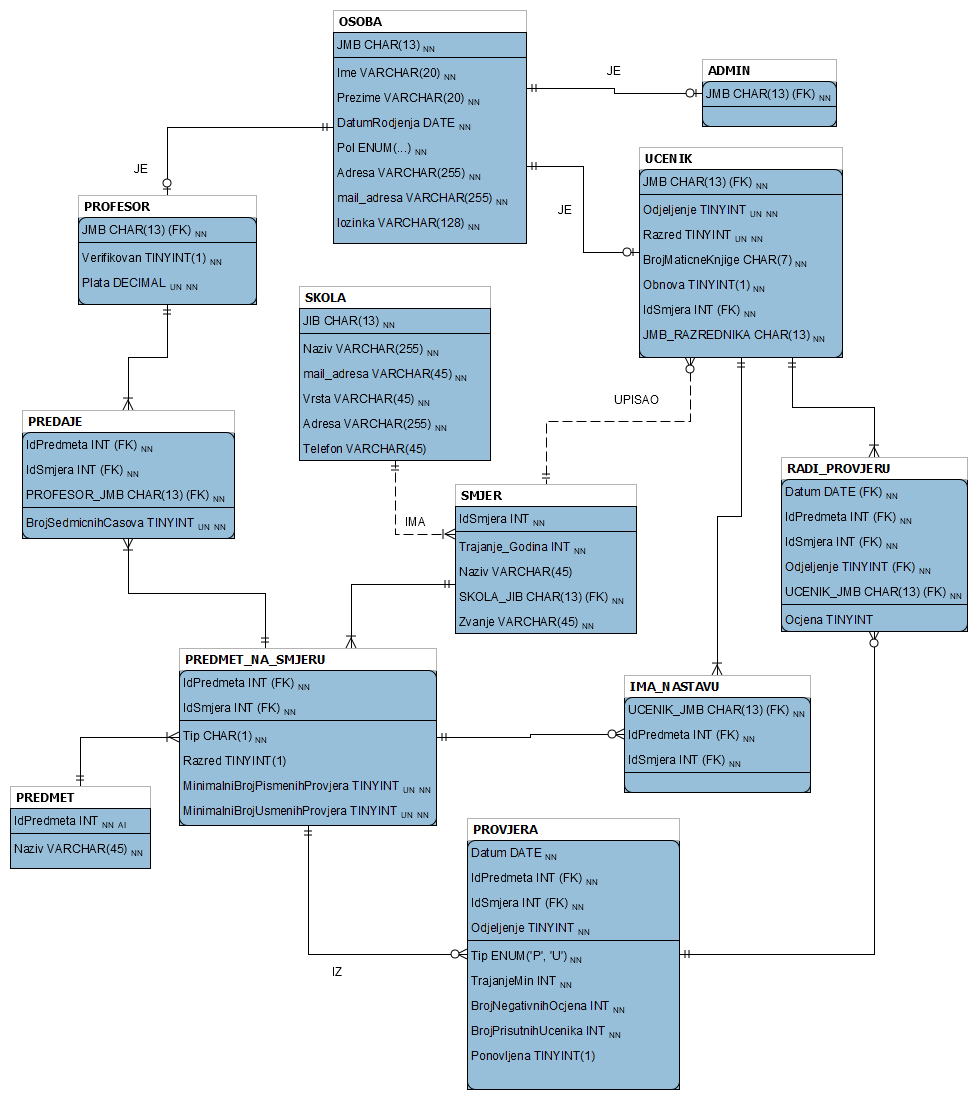 OSOBA
JMB CHAR(13) NN
Ime VARCHAR(20) NN
Prezime VARCHAR(20) NN
DatumRodjenja DATE NN
Pol ENUM(...) NN
Adresa VARCHAR(255) NN
mail_adresa VARCHAR(255) NN
lozinka VARCHAR(128) NN
JE
ADMIN
JMB CHAR(13) (FK) NN
JE
UCENIK
JMB CHAR(13) (FK) NN
Odjeljenje TINYINT UN NN
Razred TINYINT UN NN
BrojMaticneKnjige CHAR(7) NN
Obnova TINYINT(1) NN
IdSmjera INT (FK) NN
JMB_RAZREDNIKA CHAR(13) NN
JE
PROFESOR
JMB CHAR(13) (FK) NN
Verifikovan TINYINT(1) NN
Plata DECIMAL UN NN
SKOLA
JIB CHAR(13) NN
Naziv VARCHAR(255) NN
mail_adresa VARCHAR(45) NN
Vrsta VARCHAR(45) NN
Adresa VARCHAR(255) NN
Telefon VARCHAR(45)
UPISAO
PREDAJE
IdPredmeta INT (FK) NN
IdSmjera INT (FK) NN
PROFESOR_JMB CHAR(13) (FK) NN
BrojSedmicnihCasova TINYINT UN NN
IMA
SMJER
IdSmjera INT NN
Trajanje_Godina INT NN
Naziv VARCHAR(45)
SKOLA_JIB CHAR(13) (FK) NN
Zvanje VARCHAR(45) NN
RADI_PROVJERU
Datum DATE (FK) NN
IdPredmeta INT (FK) NN
IdSmjera INT (FK) NN
Odjeljenje TINYINT (FK) NN
UCENIK_JMB CHAR(13) (FK) NN
Ocjena TINYINT
PREDMET_NA_SMJERU
IdPredmeta INT (FK) NN
IdSmjera INT (FK) NN
Tip CHAR(1) NN
Razred TINYINT(1)
MinimalniBrojPismenihProvjera TINYINT UN NN
MinimalniBrojUsmenihProvjera TINYINT UN NN
IMA_NASTAVU
UCENIK_JMB CHAR(13) (FK) NN
IdPredmeta INT (FK) NN
IdSmjera INT (FK) NN
PREDMET
IdPredmeta INT NN AI
Naziv VARCHAR(45) NN
IZ
PROVJERA
Datum DATE NN
IdPredmeta INT (FK) NN
IdSmjera INT (FK) NN
Odjeljenje TINYINT NN
Tip ENUM('P', 'U') NN
TrajanjeMin INT NN
BrojNegativnihOcjena INT NN
BrojPrisutnihUcenika INT NN
Ponovljena TINYINT(1)